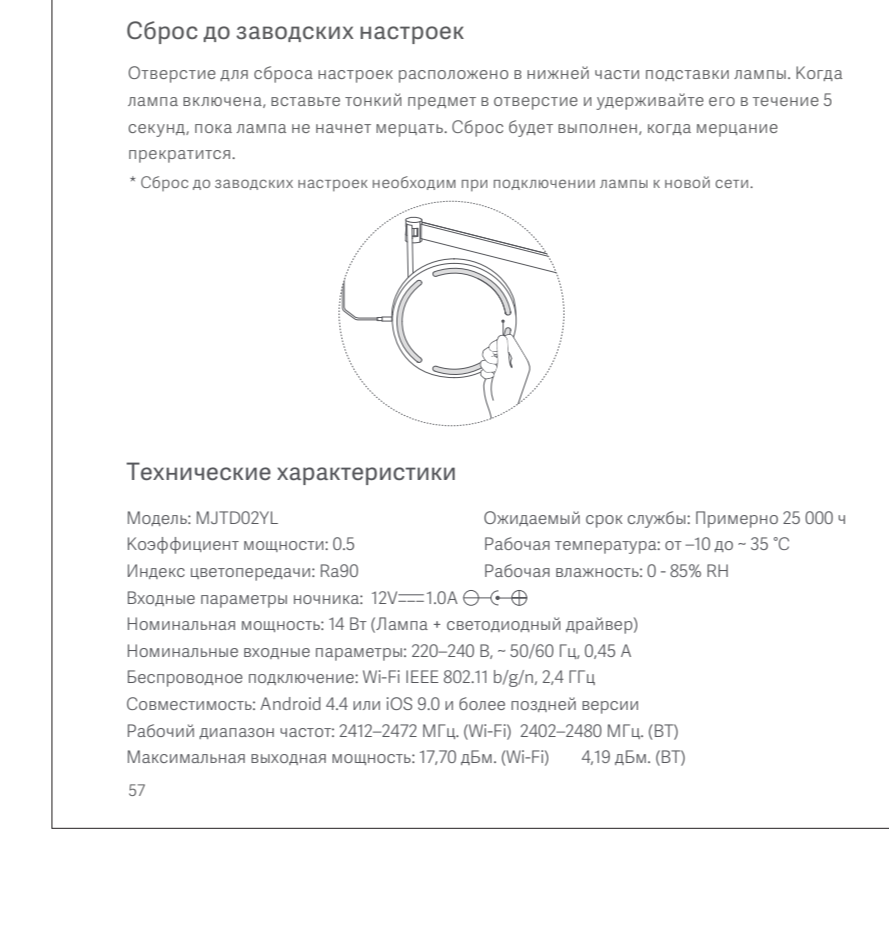 Сброс до заводских настроек
Отверстие для сброса настроек расположено в нижней части подставки лампы. Когда
лампа включена, вставьте тонкий предмет в отверстие и удерживайте его в течение 5
секунд, пока лампа не начнет мерцать. Сброс будет выполнен, когда мерцание
прекратится.
* Сброс до заводских настроек необходим при подключении лампы к новой сети.
Технические характеристики
Модель: MJTD02YL Ожидаемый срок службы: Примерно 25 000 ч
Коэффициент мощности: 0.5 Рабочая температура: от –10 до ~ 35 °C
Индекс цветопередачи: Ra90 Рабочая влажность: 0 - 85% RH
Входные параметры ночника: 12V⎓1.0A
Номинальная мощность: 14 Вт (Лампа + светодиодный драйвер)
Номинальные входные параметры: 220–240 В, ~ 50/60 Гц, 0,45 А
Беспроводное подключение: Wi-Fi IEEE 802.11 b/g/n, 2,4 ГГц
Совместимость: Android 4.4 или iOS 9.0 и более поздней версии
Рабочий диапазон частот: 2412–2472 МГц. (Wi-Fi) 2402–2480 МГц. (BT)
Максимальная выходная мощность: 17,70 дБм. (Wi-Fi) 4,19 дБм. (BT)
57